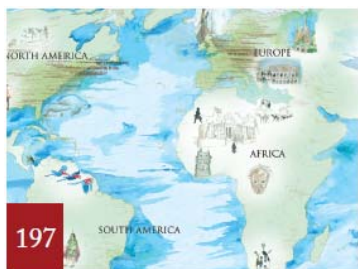 NORTH AMERICA
EUROPE
AFRICA
SOUTH AMERICA
197